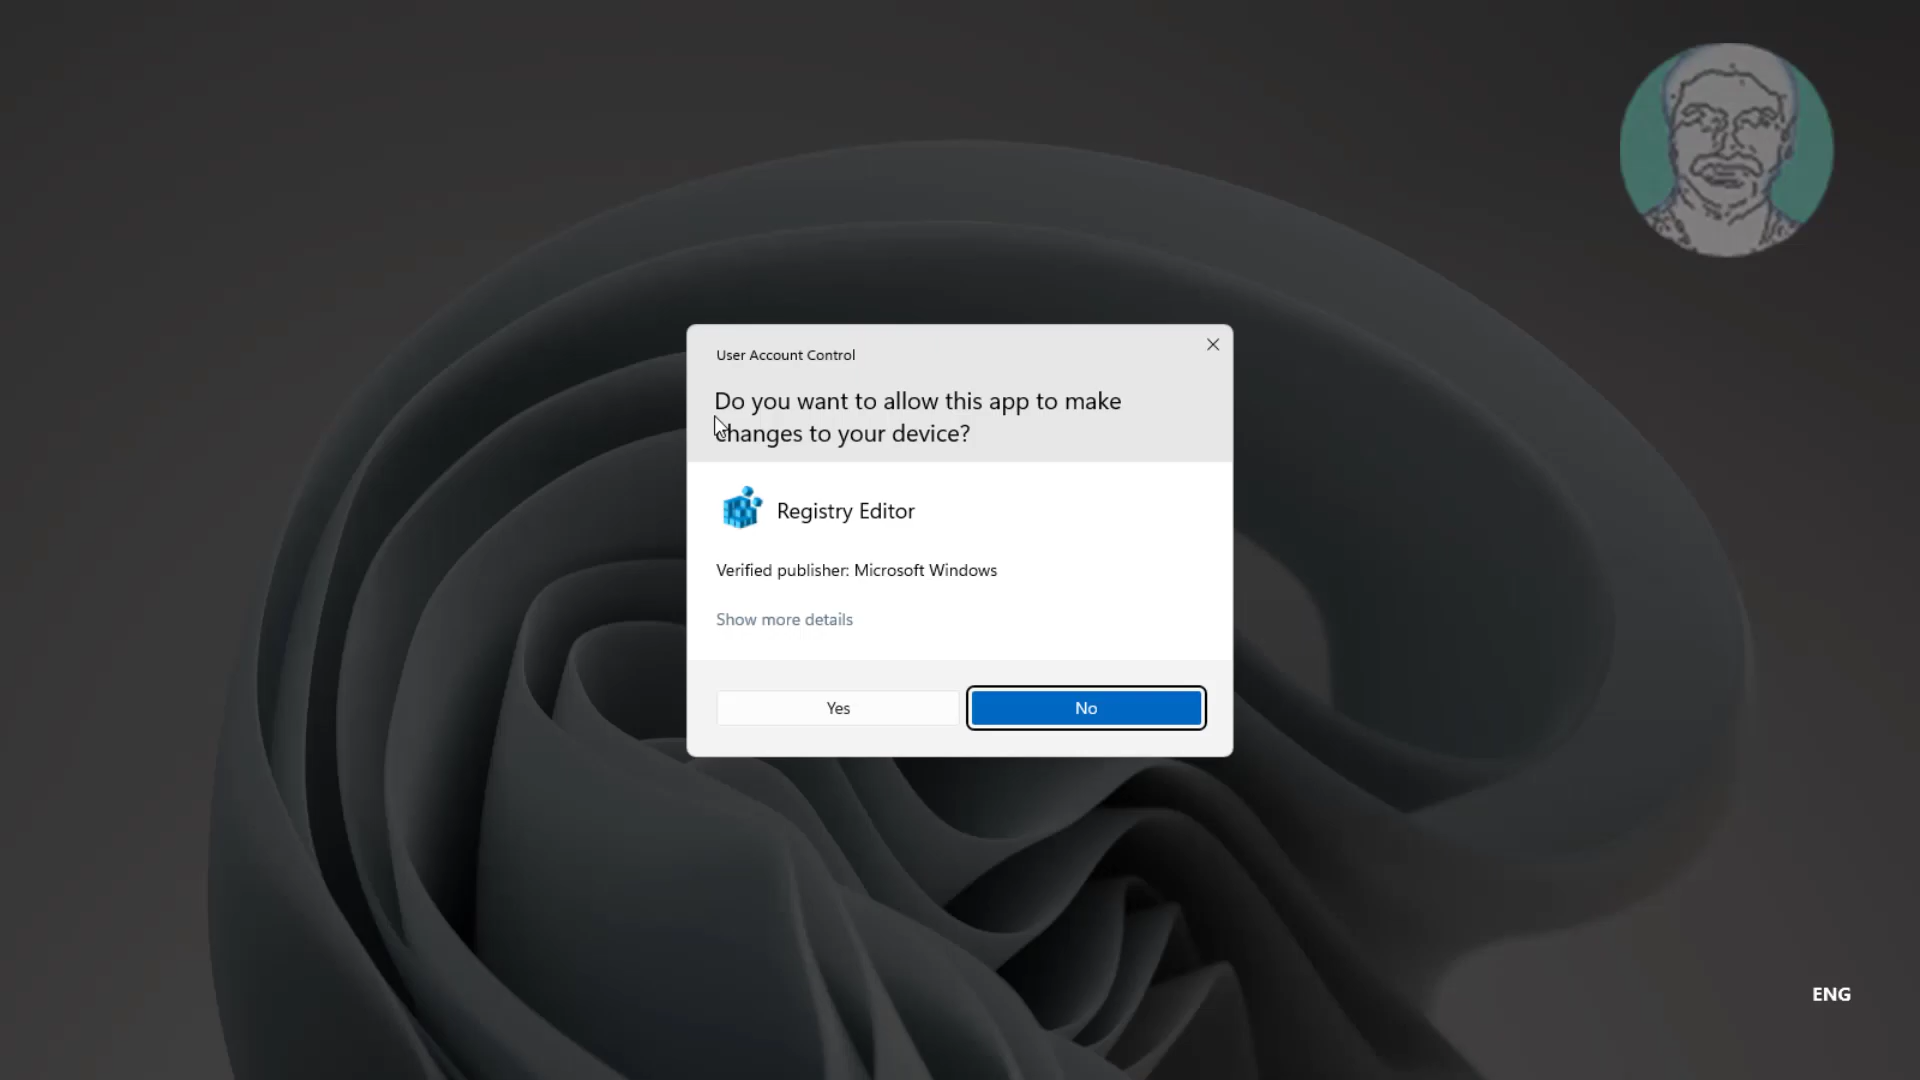 User Account Control
Do you want to allow this app to make
changes to your device?
Registry Editor
Verified publisher: Microsoft Windows
Show more details
Yes
No
ENG